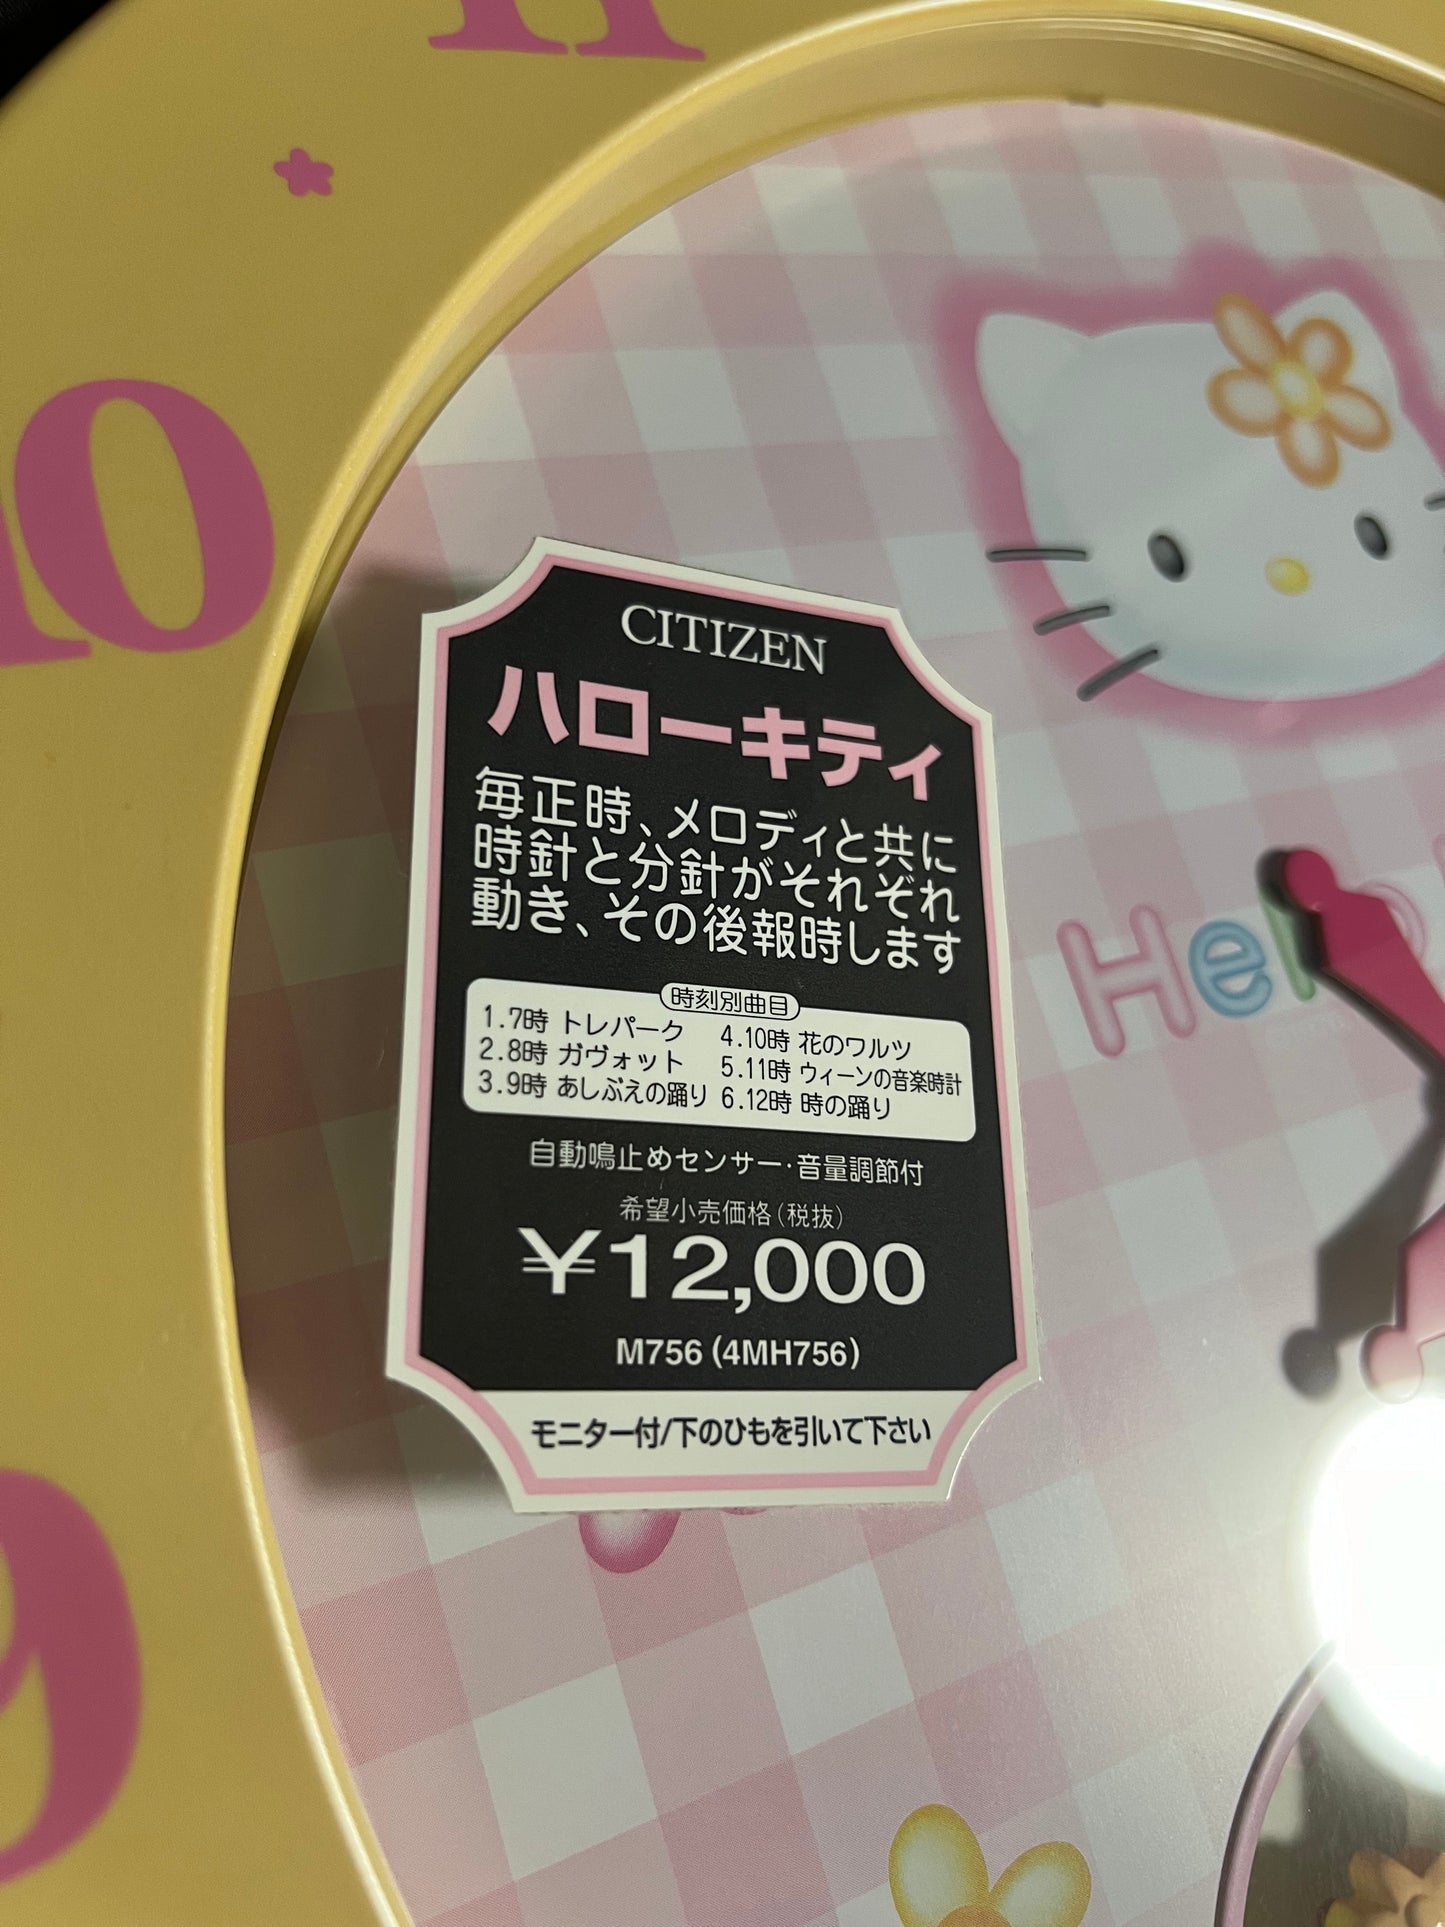 11
10
9
CITIZEN
ハローキティ
毎正時、メロディと共に
時針と分針がそれぞれ
動き、その後報時します
時刻別曲目
1.7時 トレパーク 4.10時 花のワルツ
2.8時 ガヴォット 5.11時 ウィーンの音楽時計
3.9時 あしぶえの踊り 6.12時 時の踊り
自動鳴止めセンサー・音量調節付
希望小売価格(税抜)
¥12,000
M756 (4MH756)
モニター付/下のひもを引いて下さい
Hel